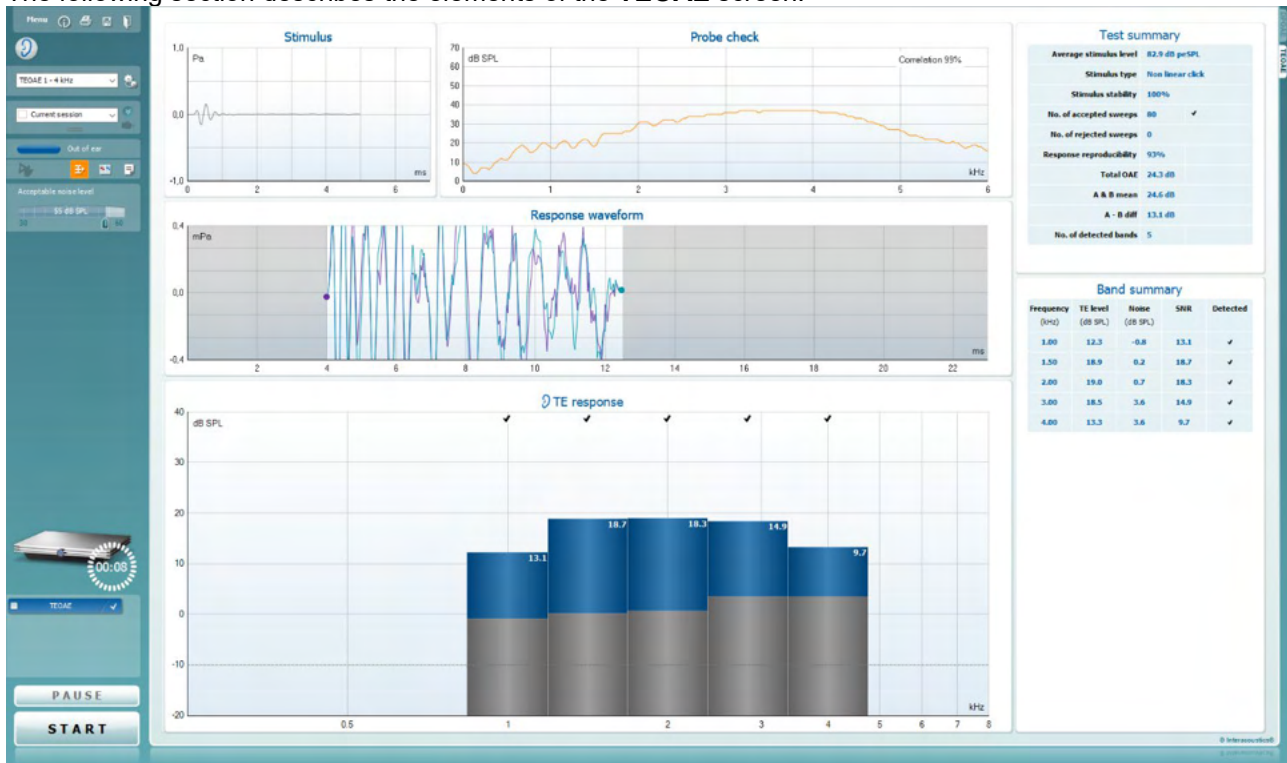 The following section describes the elements of the TEOAE screen.
Menu
TEOAE 1 - 4 kHz
Current session
Out of ear
Acceptable noise level
55 dB SPL
30 60
00:08
TEOAE
PAUSE
START
Stimulus
1,0
Pa
0,0
-1,0
ms
0 2 4 6
Probe check
70
dB SPL
Correlation 99%
60
50
40
30
20
10
0
kHz
0 1 2 3 4 5 6
Response waveform
0,4
mPa
0,0
-0,4
ms
2 4 6 8 10 12 14 16 18 20 22
TE response
40
dB SPL
30
20
10
0
-10
-20
13.1 18.7 18.3 14.9 9.7
kHz
0.5 1 2 3 4 5 6 7 8
Test summary
Average stimulus level 82.9 dB peSPL
Stimulus type Non linear click
Stimulus stability 100%
No. of accepted sweeps 80 ✔
No. of rejected sweeps 0
Response reproducibility 93%
Total OAE 24.3 dB
A & B mean 24.6 dB
A - B diff 13.1 dB
No. of detected bands 5
Band summary
Frequency TE level Noise SNR Detected
(kHz) (dB SPL) (dB SPL)
1.00 12.3 -0.8 13.1 ✔
1.50 18.9 0.2 18.7 ✔
2.00 19.0 0.7 18.3 ✔
3.00 18.5 3.6 14.9 ✔
4.00 13.3 3.6 9.7 ✔
TEOAE
© Interacoustics®